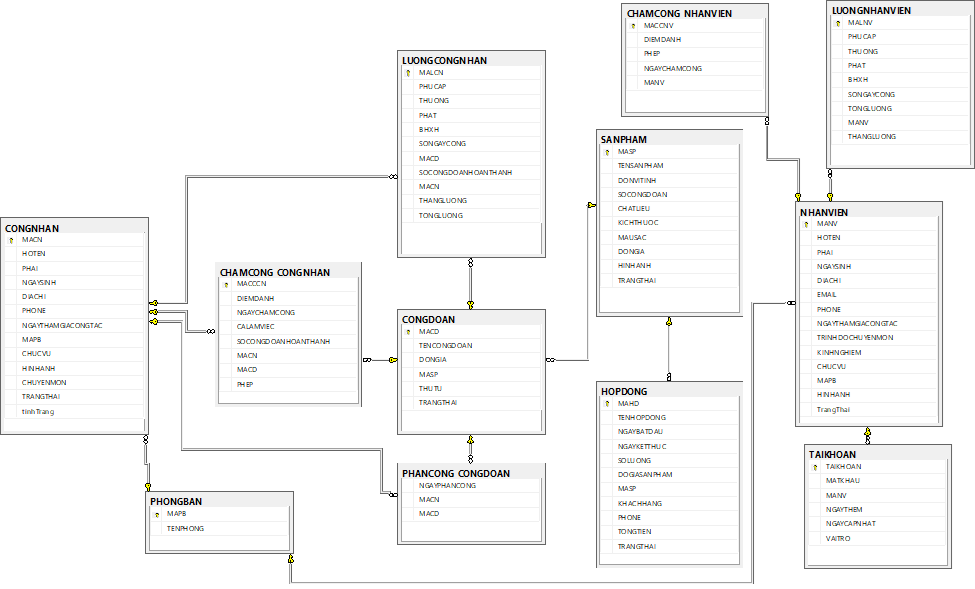 CHAMCONG NHANVIEN
MACCNV
DIEMDANH
PHEP
NGAYCHAMCONG
MANV
LUONGNHANVIEN
MALNV
PHUCAP
THUONG
PHAT
BHXH
SONGAYCONG
TONGLUONG
MANV
THANGLUONG
LUONGCONGNHAN
MALCN
PHUCAP
THUONG
PHAT
BHXH
SONGAYCONG
MACD
SOCONGDOANHOANTHANH
MACN
THANGLUONG
TONGLUONG
SANPHAM
MASP
TENSANPHAM
DONVITINH
SOCONGDOAN
CHATLIEU
KICHTHUOC
MAUSAC
DONGIA
HINHANH
TRANGTHAI
NHANVIEN
MANV
HOTEN
PHAI
NGAYSINH
DIACHI
EMAIL
PHONE
NGAYTHAMGIACONGTAC
TRINHDOCHUYENMON
KINHNGHIEM
CHUCVU
MAPB
HINHANH
TrangThai
CONGNHAN
MACN
HOTEN
PHAI
NGAYSINH
DIACHI
PHONE
NGAYTHAMGIACONGTAC
MAPB
CHUCVU
HINHANH
CHUYENMON
TRANGTHAI
tinhTrang
CHAMCONG CONGNHAN
MACCCN
DIEMDANH
NGAYCHAMCONG
CALAMVIEC
SOCONGDOANHOANTHANH
MACN
MACD
PHEP
CONGDOAN
MACD
TENCONGDOAN
DONGIA
MASP
THUTU
TRANGTHAI
HOPDONG
MAHD
TENHOPDONG
NGAYBATDAU
NGAYKETTHUC
SOLUONG
DOGIASANPHAM
MASP
KHACHHANG
PHONE
TONGTIEN
TRANGTHAI
TAIKHOAN
TAIKHOAN
MATKHAU
MANV
NGAYTHEM
NGAYCAPNHAT
VAITRO
PHANCONG CONGDOAN
NGAYPHANCONG
MACN
MACD
PHONGBAN
MAPB
TENPHONG